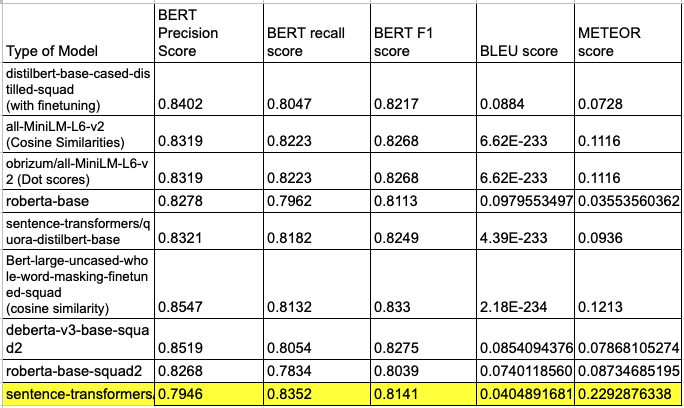 Type of Model BERT Precision Score BERT recall score BERT F1 score BLEU score METEOR score
distilbert-base-cased-distilled-squad (with finetuning) 0.8402 0.8047 0.8217 0.0884 0.0728
all-MiniLM-L6-v2 (Cosine Similarities) 0.8319 0.8223 0.8268 6.62E-233 0.1116
obrizum/all-MiniLM-L6-v2 (Dot scores) 0.8319 0.8223 0.8268 6.62E-233 0.1116
roberta-base 0.8278 0.7962 0.8113 0.0979553497 0.03553560362
sentence-transformers/quora-distilbert-base 0.8321 0.8182 0.8249 4.39E-233 0.0936
Bert-large-uncased-whole-word-masking-finetuned-squad (cosine similarity) 0.8547 0.8132 0.833 2.18E-234 0.1213
deberta-v3-base-squad2 0.8519 0.8054 0.8275 0.0854094376 0.07868105274
roberta-base-squad2 0.8268 0.7834 0.8039 0.0740118560 0.08734685195
sentence-transformers/ 0.7946 0.8352 0.8141 0.0404891681 0.2292876338